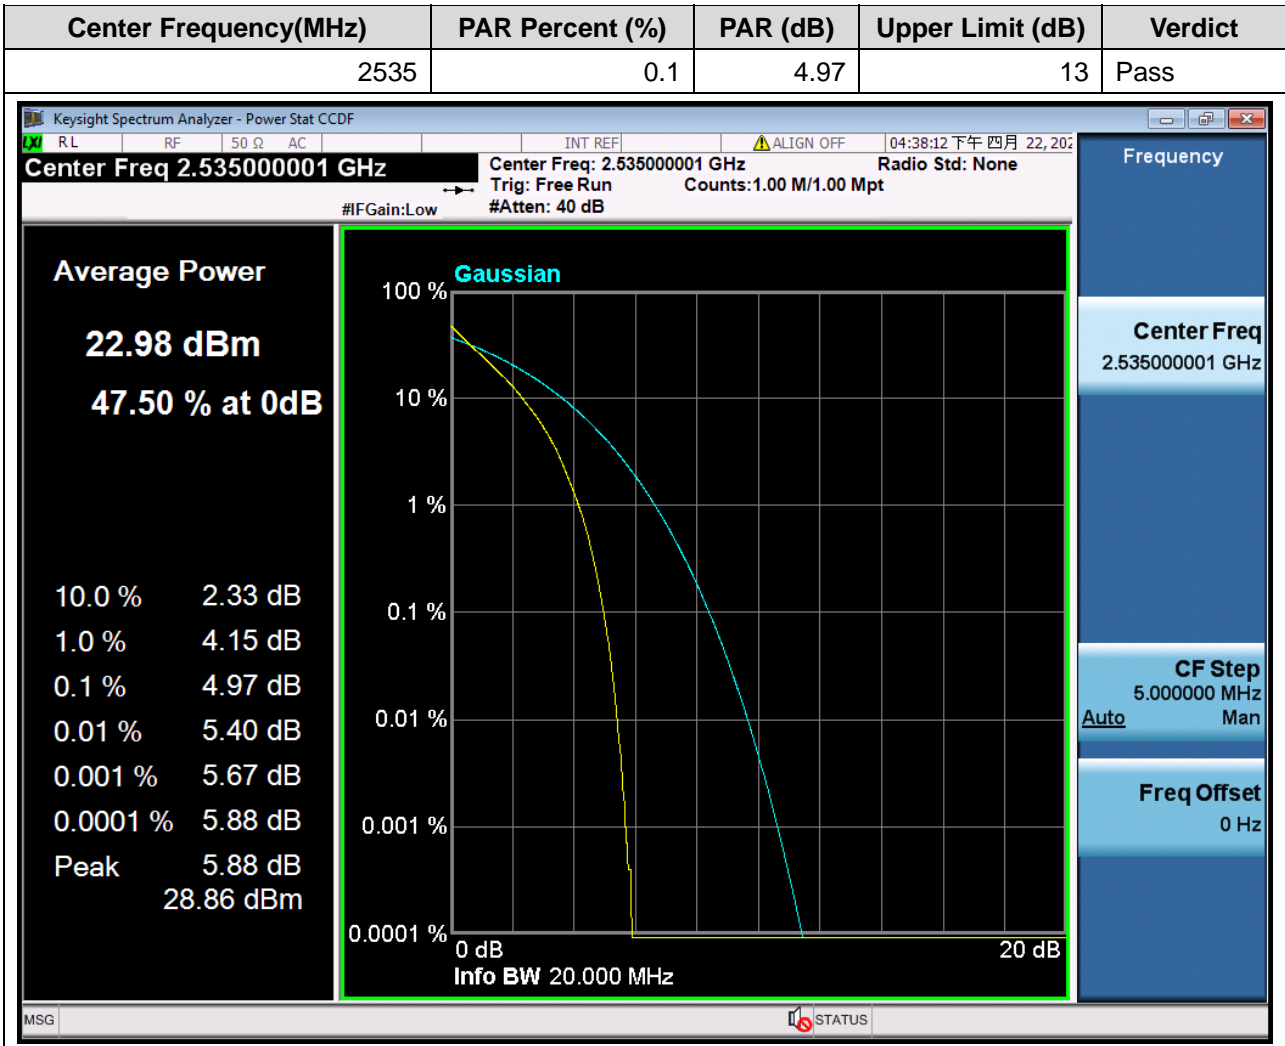 Center Frequency(MHz) PAR Percent (%) PAR (dB) Upper Limit (dB) Verdict
2535 0.1 4.97 13 Pass
Keysight Spectrum Analyzer - Power Stat CCDF
LXI RL RF 50 Ω AC INT REF ALIGN OFF 04:38:12 下午 四月 22, 202
Center Freq 2.535000001 GHz
Center Freq: 2.535000001 GHz Radio Std: None
Trig: Free Run Counts:1.00 M/1.00 Mpt
#IFGain:Low #Atten: 40 dB
Frequency
Average Power
22.98 dBm
47.50 % at 0dB
10.0 % 2.33 dB
1.0 % 4.15 dB
0.1 % 4.97 dB
0.01 % 5.40 dB
0.001 % 5.67 dB
0.0001 % 5.88 dB
Peak 5.88 dB
28.86 dBm
Gaussian
100 %
10 %
1 %
0.1 %
0.01 %
0.001 %
0.0001 %
0 dB 20 dB
Info BW 20.000 MHz
Center Freq
2.535000001 GHz
CF Step
5.000000 MHz
Auto Man
Freq Offset
0 Hz
MSG STATUS